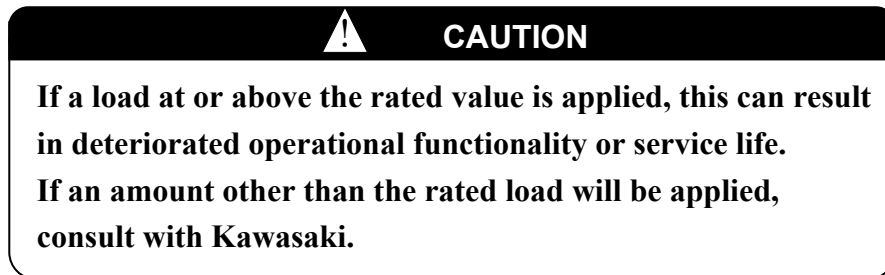 CAUTION
If a load at or above the rated value is applied, this can result
in deteriorated operational functionality or service life.
If an amount other than the rated load will be applied,
consult with Kawasaki.